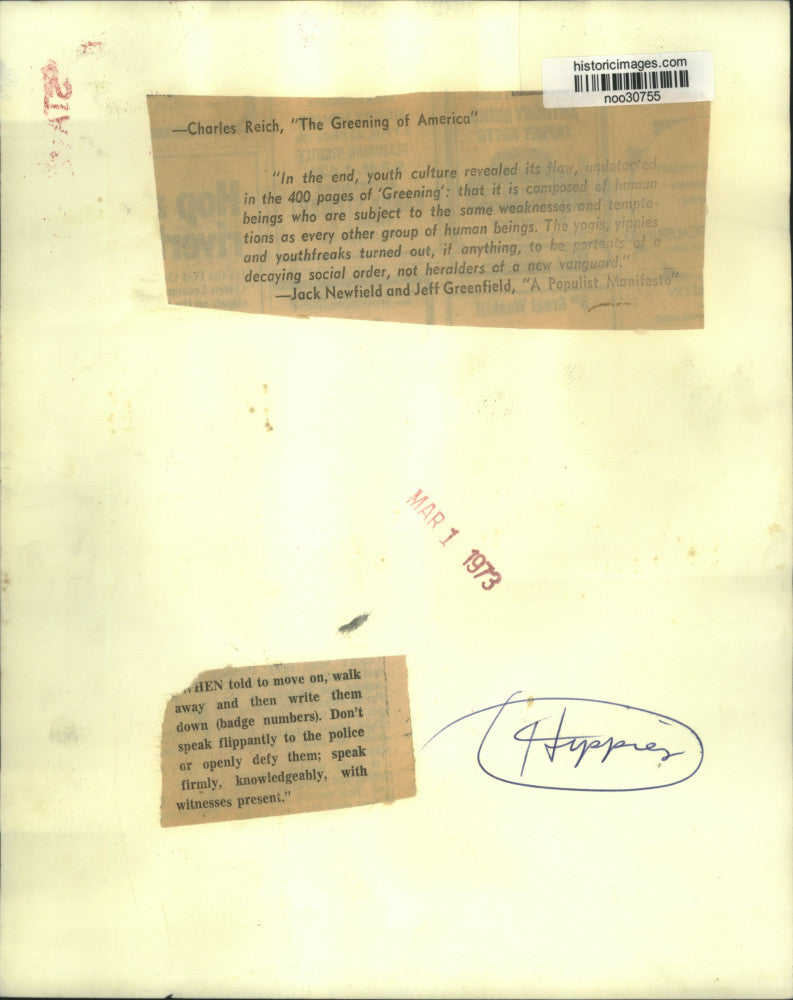 historicimages.com
noo30755
—Charles Reich, "The Greening of America"
"In the end, youth culture revealed its flaw, undetected
in the 400 pages of 'Greening': that it is composed of human
beings who are subject to the same weaknesses and tempta-
tions as every other group of human beings. The yogis, yippies
and youthfreaks turned out, if anything, to be portents of a
decaying social order, not heralders of a new vanguard."
—Jack Newfield and Jeff Greenfield, "A Populist Manifesto"
MAR 1 1973
WHEN told to move on, walk
away and then write them
down (badge numbers). Don't
speak flippantly to the police
or openly defy them; speak
firmly, knowledgeably, with
witnesses present."
Hippies